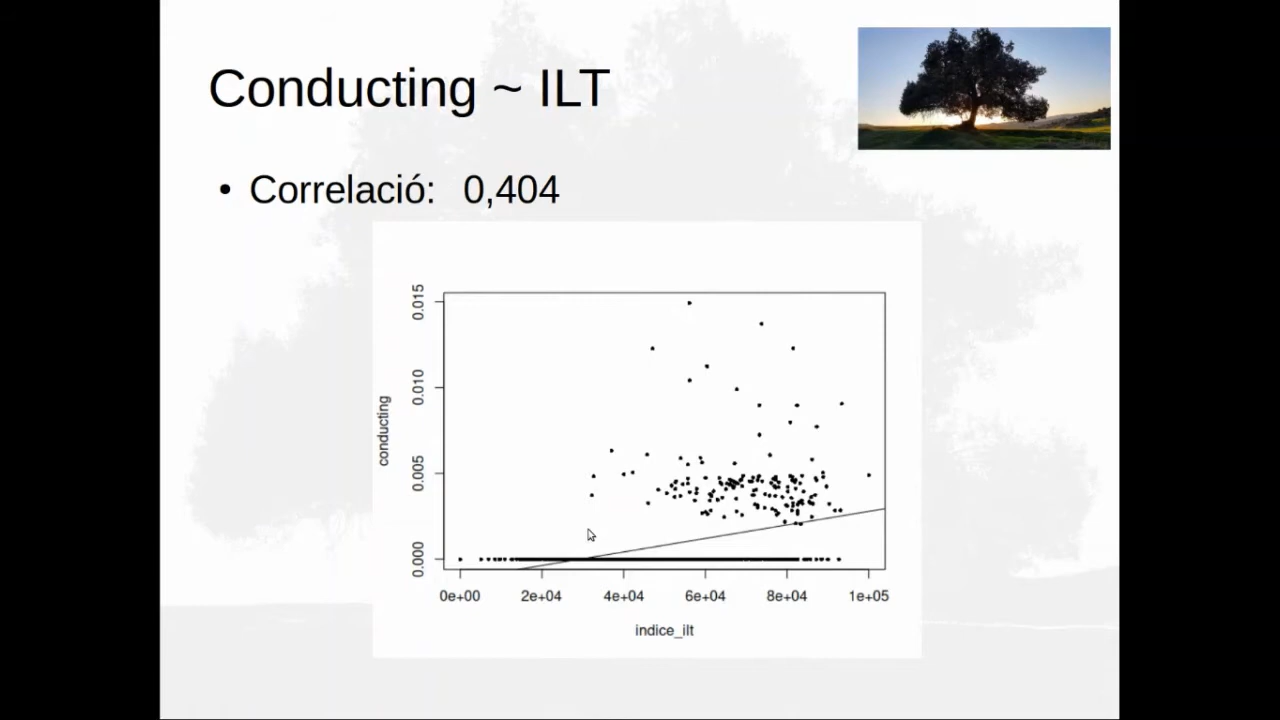 Conducting ~ ILT
• Correlació: 0,404
conducting
0.015
0.010
0.005
0.000
0e+00 2e+04 4e+04 6e+04 8e+04 1e+05
indice_ilt